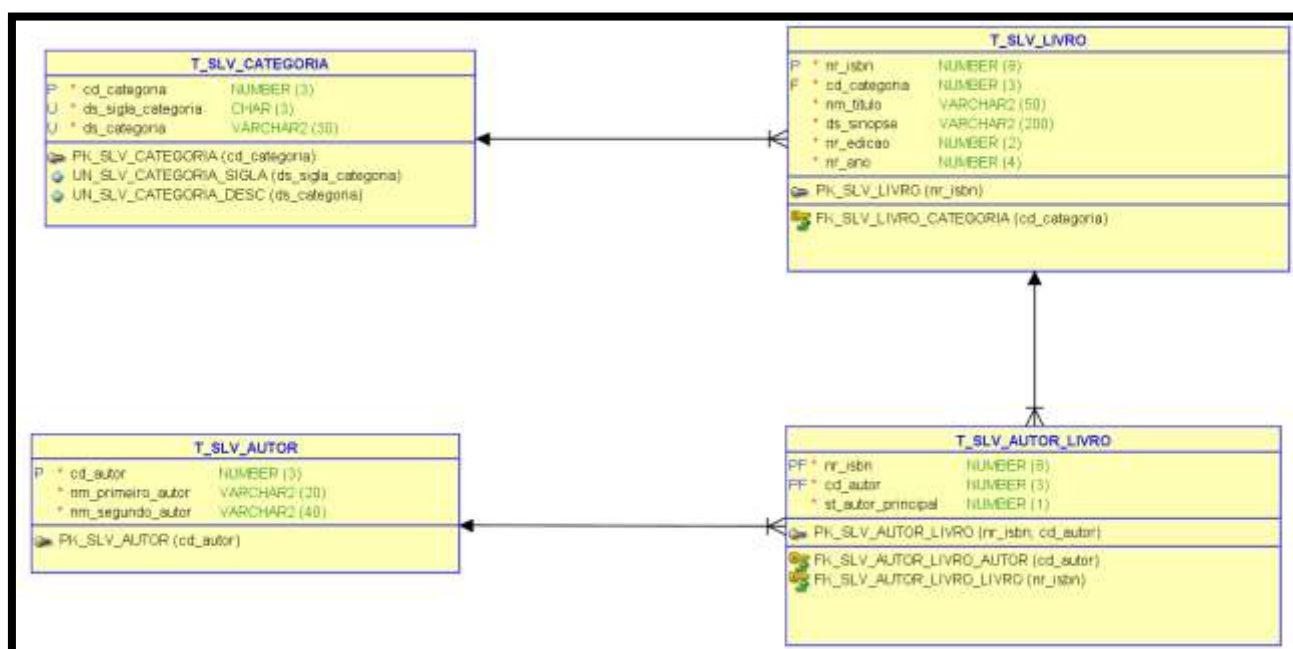 T_SLV_CATEGORIA
P * cd_categoria NUMBER (3)
U * ds_sigla_categoria CHAR (3)
U * ds_categoria VARCHAR2 (30)
PK_SLV_CATEGORIA (cd_categoria)
UN_SLV_CATEGORIA_SIGLA (ds_sigla_categoria)
UN_SLV_CATEGORIA_DESC (ds_categoria)
T_SLV_LIVRO
P * nr_isbn NUMBER (8)
F * cd_categoria NUMBER (3)
* nm_titulo VARCHAR2 (50)
* ds_sinopse VARCHAR2 (200)
* nr_edicao NUMBER (2)
* nr_ano NUMBER (4)
PK_SLV_LIVRO (nr_isbn)
FK_SLV_LIVRO_CATEGORIA (cd_categoria)
T_SLV_AUTOR
P * cd_autor NUMBER (3)
* nm_primeiro_autor VARCHAR2 (20)
* nm_segundo_autor VARCHAR2 (40)
PK_SLV_AUTOR (cd_autor)
T_SLV_AUTOR_LIVRO
PF * nr_isbn NUMBER (8)
PF * cd_autor NUMBER (3)
* st_autor_principal NUMBER (1)
PK_SLV_AUTOR_LIVRO (nr_isbn, cd_autor)
FK_SLV_AUTOR_LIVRO_AUTOR (cd_autor)
FK_SLV_AUTOR_LIVRO_LIVRO (nr_isbn)